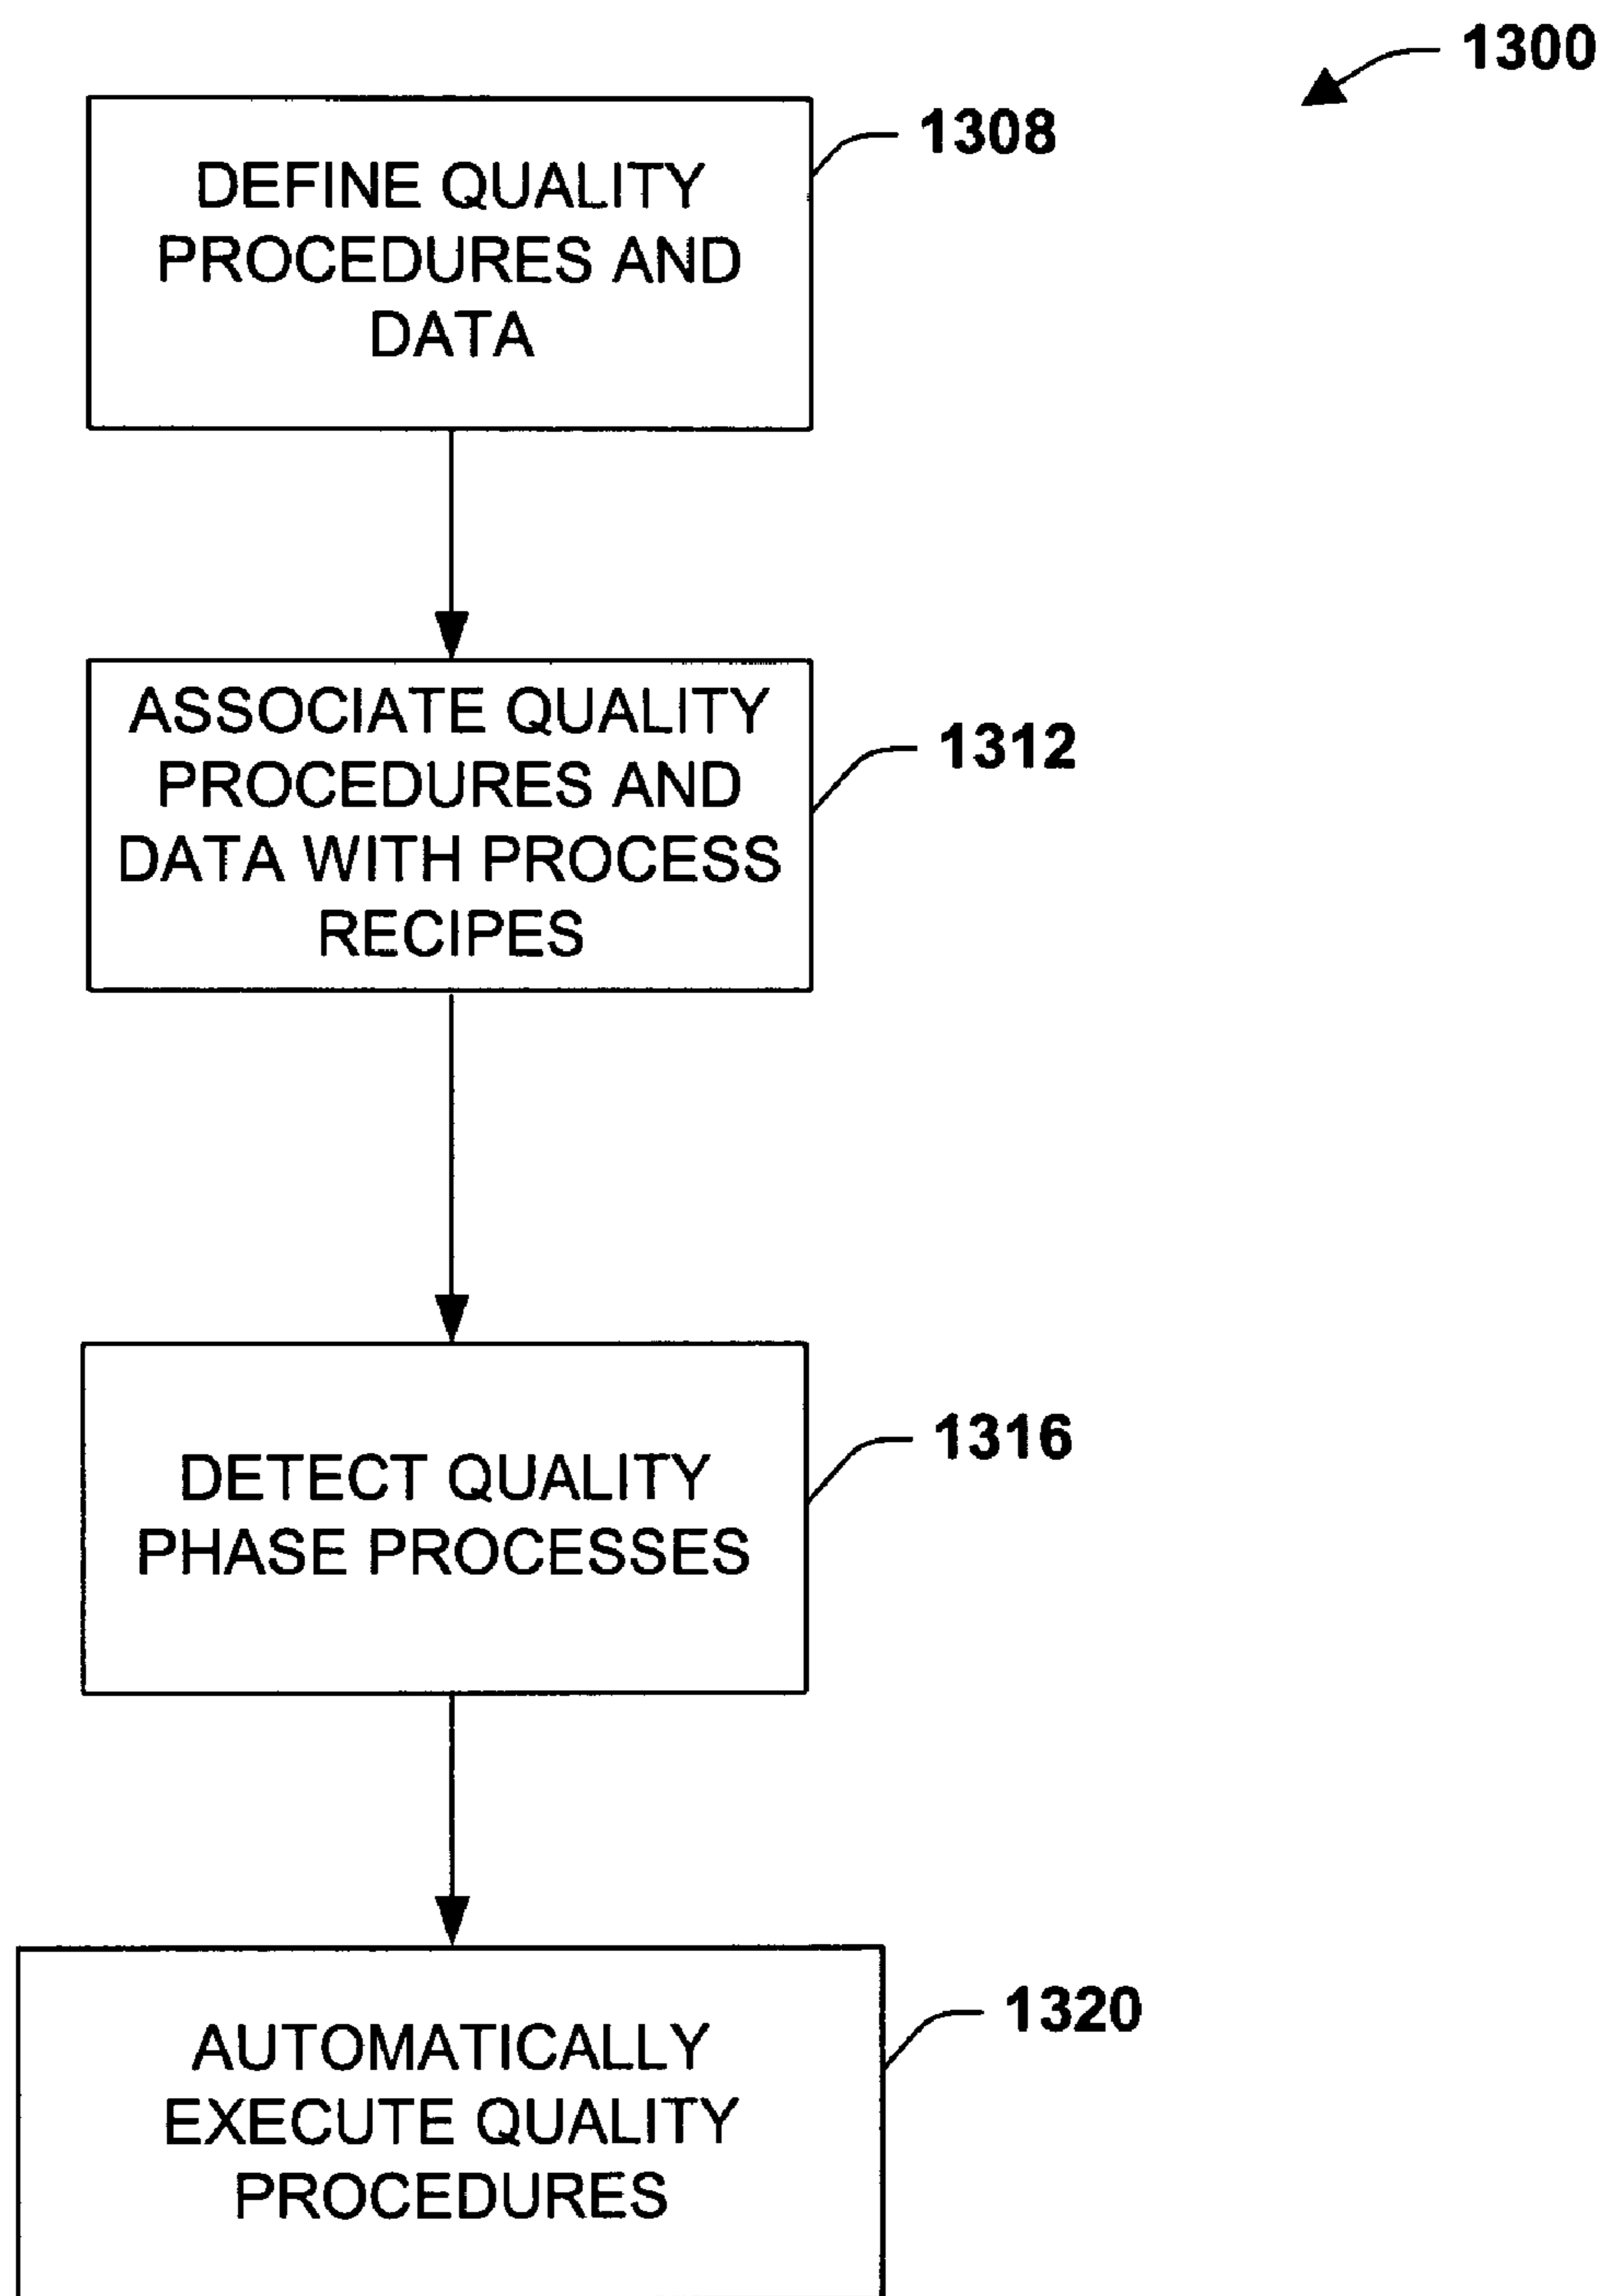 1300
1308
DEFINE QUALITY
PROCEDURES AND
DATA
1312
ASSOCIATE QUALITY
PROCEDURES AND
DATA WITH PROCESS
RECIPES
1316
DETECT QUALITY
PHASE PROCESSES
1320
AUTOMATICALLY
EXECUTE QUALITY
PROCEDURES